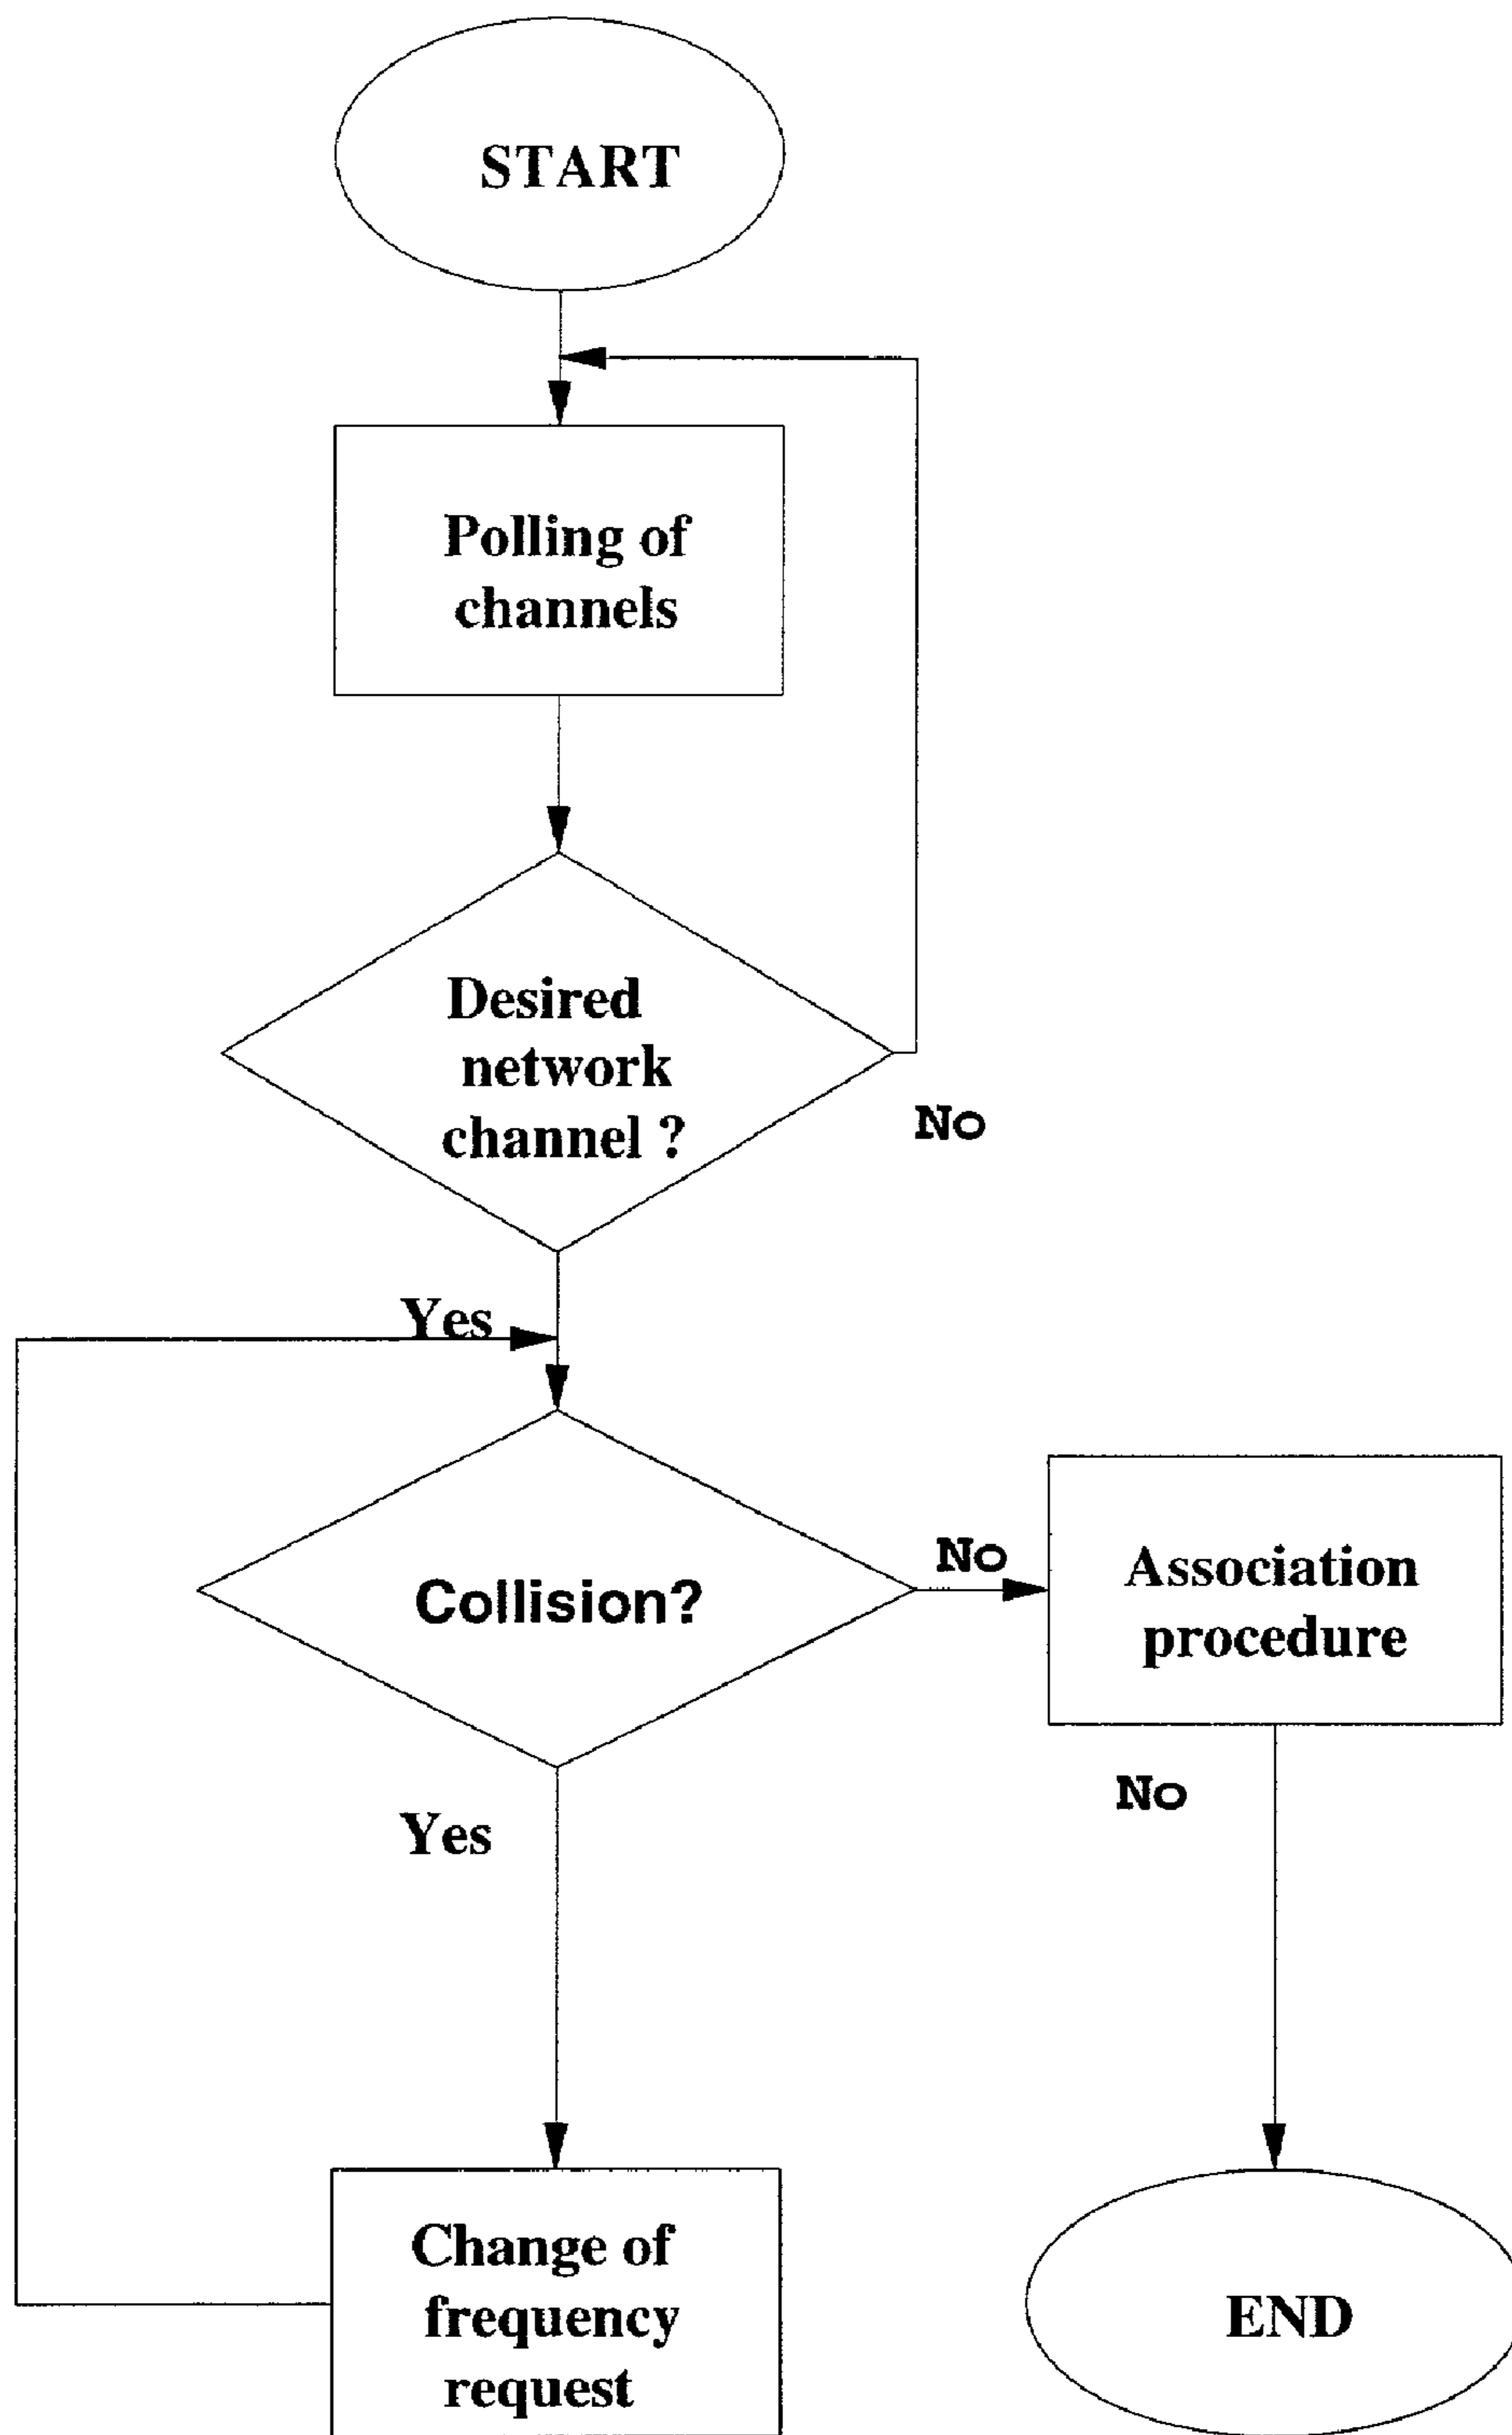 START
Polling of
channels
Desired
network
channel ?
No
Yes
Collision?
No
Association
procedure
No
Yes
Change of
frequency
request
END